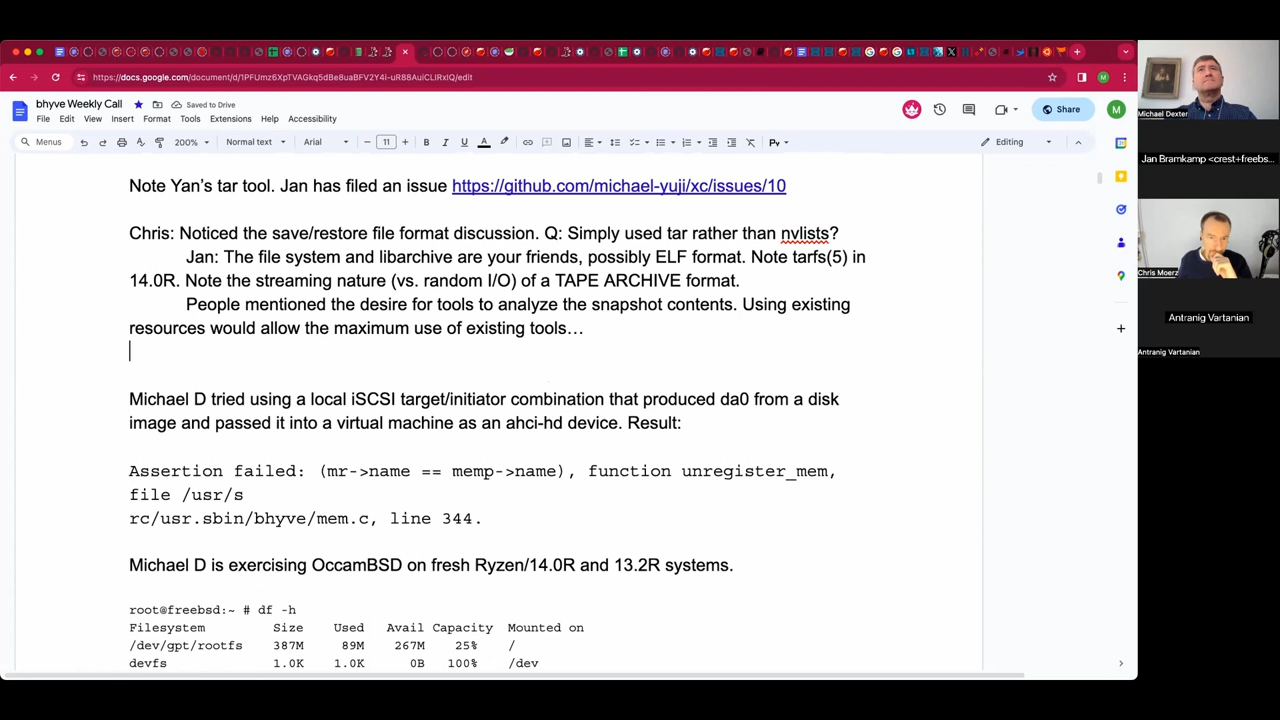 https://docs.google.com/document/d/1PFUmz6XpTVAGkq5dBe8uaBFV2Y4i-uR88AuiCLIRxIQ/edit
bhyve Weekly Call
Saved to Drive
File Edit View Insert Format Tools Extensions Help Accessibility
Share
M
Menus
200%
Normal text
Arial
11
Editing
Note Yan's tar tool. Jan has filed an issue https://github.com/michael-yuji/xc/issues/10
Chris: Noticed the save/restore file format discussion. Q: Simply used tar rather than nvlists?
Jan: The file system and libarchive are your friends, possibly ELF format. Note tarfs(5) in
14.0R. Note the streaming nature (vs. random I/O) of a TAPE ARCHIVE format.
People mentioned the desire for tools to analyze the snapshot contents. Using existing
resources would allow the maximum use of existing tools…
Michael D tried using a local iSCSI target/initiator combination that produced da0 from a disk
image and passed it into a virtual machine as an ahci-hd device. Result:
Assertion failed: (mr->name == memp->name), function unregister_mem,
file /usr/s
rc/usr.sbin/bhyve/mem.c, line 344.
Michael D is exercising OccamBSD on fresh Ryzen/14.0R and 13.2R systems.
root@freebsd:~ # df -h
Filesystem Size Used Avail Capacity Mounted on
/dev/gpt/rootfs 387M 89M 267M 25% /
devfs 1.0K 1.0K 0B 100% /dev
Michael Dexter
Jan Bramkamp <crest+freebs...
Chris Moerz
Antranig Vartanian
Antranig Vartanian